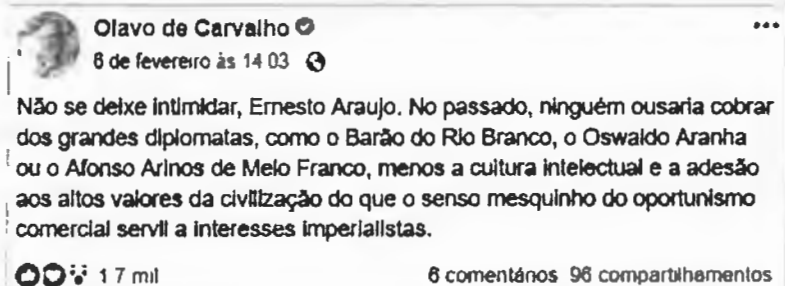 Olavo de Carvalho
6 de fevereiro às 14 03
Não se deixe intimidar, Ernesto Araujo. No passado, ninguém ousaria cobrar
dos grandes diplomatas, como o Barão do Rio Branco, o Oswaldo Aranha
ou o Afonso Arinos de Melo Franco, menos a cultura intelectual e a adesão
aos altos valores da civilização do que o senso mesquinho do oportunismo
comercial servil a interesses imperialistas.
1 7 mil
6 comentários 96 compartilhamentos